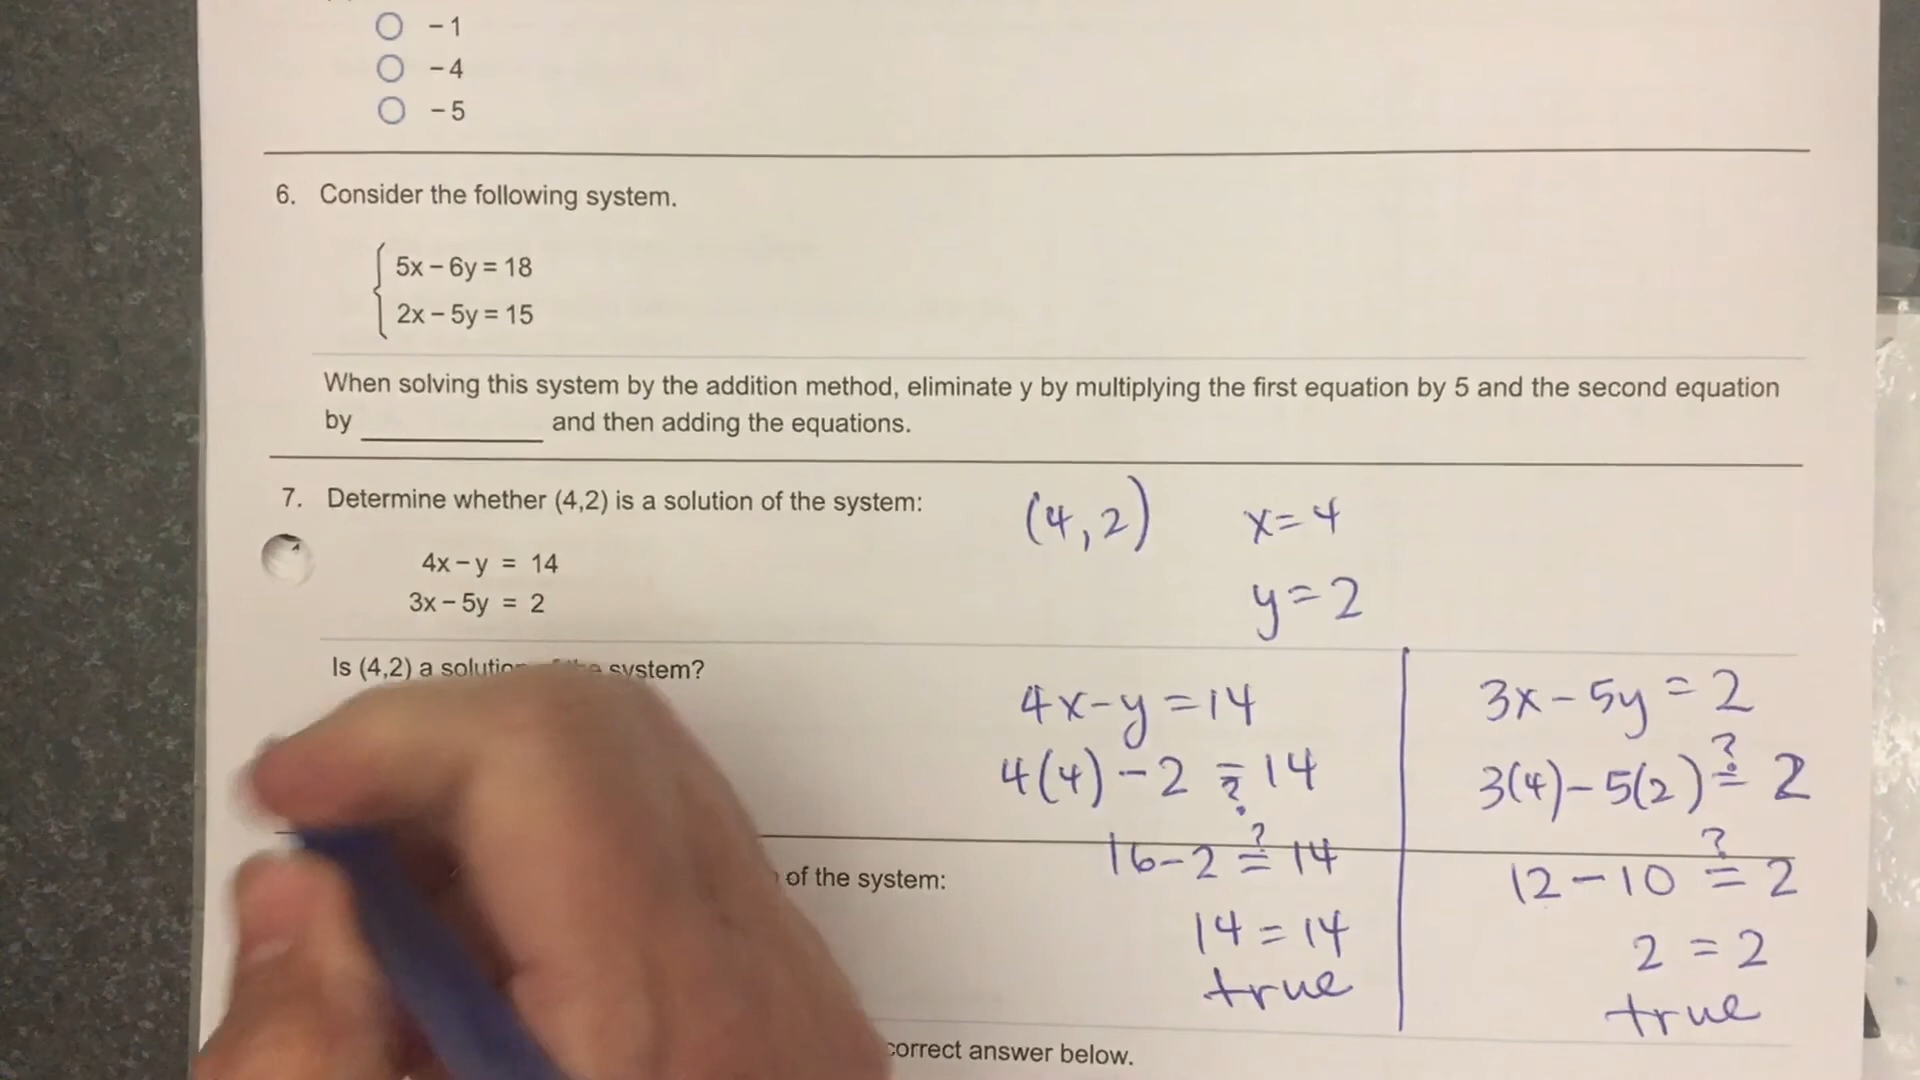 - 1
- 4
- 5
6. Consider the following system.
5x - 6y = 18
2x - 5y = 15
When solving this system by the addition method, eliminate y by multiplying the first equation by 5 and the second equation
by ____________ and then adding the equations.
7. Determine whether (4,2) is a solution of the system:
4x - y = 14
3x - 5y = 2
(4,2) x=4
y=2
Is (4,2) a system?
4x-y=14
4(4)-2 =? 14
16-2 =? 14
14=14
true
3x-5y=2
3(4)-5(2) =? 2
12-10 =? 2
2=2
true
of the system:
correct answer below.